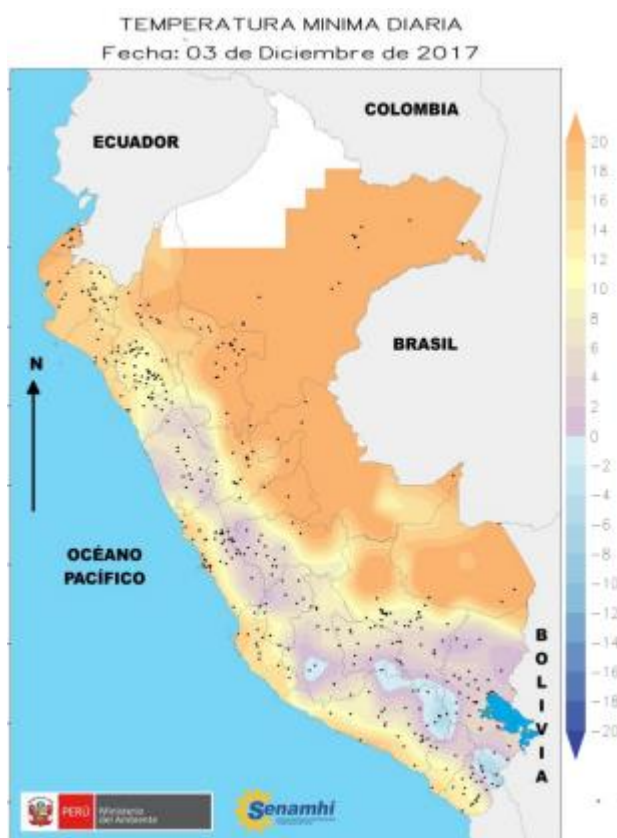 TEMPERATURA MINIMA DIARIA
Fecha: 03 de Diciembre de 2017
COLOMBIA
ECUADOR
20
18
16
14
12
10
8
6
4
2
0
-2
-4
-6
-8
-10
-12
-14
-16
-18
-20
BRASIL
N
OCÉANO
PACÍFICO
BOLIVIA
PERÚ
Ministerio
del Ambiente
Senamhi